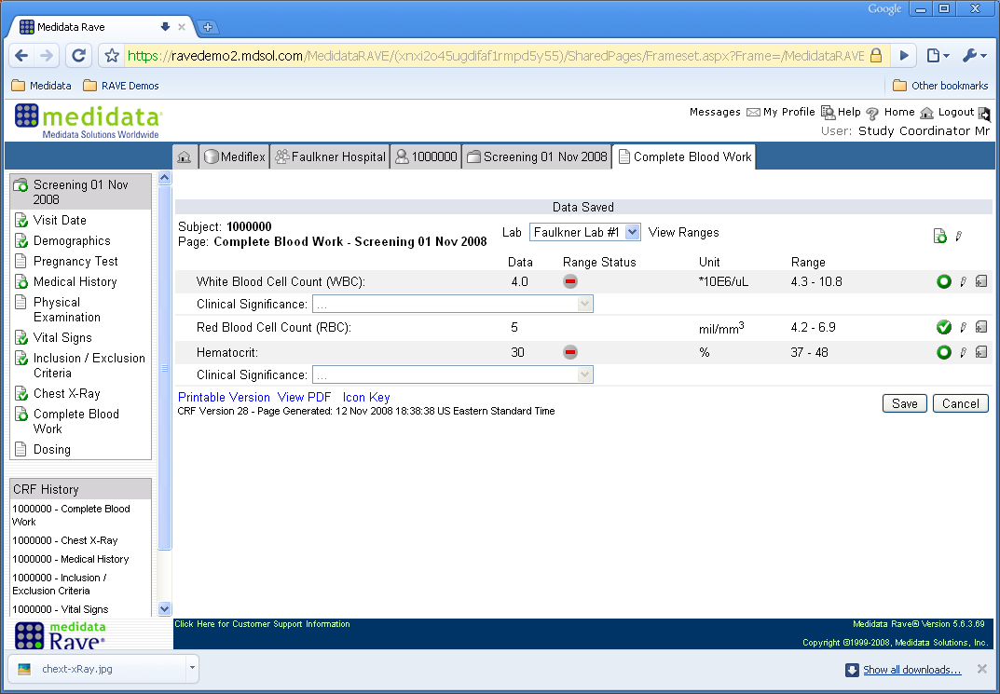 Google
Medidata Rave
https://ravedemo2.mdsol.com/MedidataRAVE/(xnxi2o45ugdifaf1rmpd5y55)/SharedPages/Frameset.aspx?Frame=/MedidataRAVE
Medidata RAVE Demos Other bookmarks
medidata
Medidata Solutions Worldwide
Messages My Profile Help Home Logout
User: Study Coordinator Mr
Mediflex Faulkner Hospital 1000000 Screening 01 Nov 2008 Complete Blood Work
Screening 01 Nov
2008
Visit Date
Demographics
Pregnancy Test
Medical History
Physical
Examination
Vital Signs
Inclusion / Exclusion
Criteria
Chest X-Ray
Complete Blood
Work
Dosing
CRF History
1000000 - Complete Blood
Work
1000000 - Chest X-Ray
1000000 - Medical History
1000000 - Inclusion /
Exclusion Criteria
1000000 - Vital Signs
Data Saved
Subject: 1000000
Page: Complete Blood Work - Screening 01 Nov 2008
Lab Faulkner Lab #1 View Ranges
Data Range Status Unit Range
White Blood Cell Count (WBC): 4.0 *10E6/uL 4.3 - 10.8
Clinical Significance: ...
Red Blood Cell Count (RBC): 5 mil/mm³ 4.2 - 6.9
Hematocrit: 30 % 37 - 48
Clinical Significance: ...
Printable Version View PDF Icon Key
CRF Version 28 - Page Generated: 12 Nov 2008 18:38:38 US Eastern Standard Time
Save Cancel
medidata
Rave®
Click Here for Customer Support Information
Medidata Rave® Version 5.6.3.69
Copyright ©1999-2008, Medidata Solutions, Inc.
chext-xRay.jpg
Show all downloads...